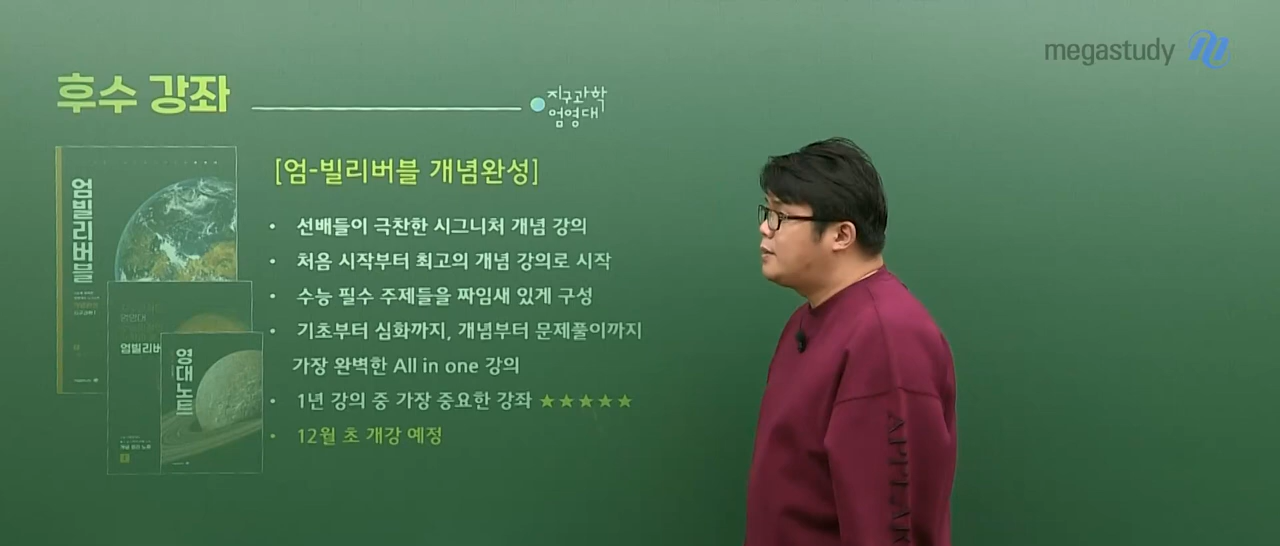 megastudy
후수 강좌
지구과학
엄영대
[엄-빌리버블 개념완성]
• 선배들이 극찬한 시그니처 개념 강의
• 처음 시작부터 최고의 개념 강의로 시작
• 수능 필수 주제들을 짜임새 있게 구성
• 기초부터 심화까지, 개념부터 문제풀이까지
가장 완벽한 All in one 강의
• 1년 강의 중 가장 중요한 강좌 ★★★★★
• 12월 초 개강 예정
엄빌리버블
엄영대
엄빌리버
영대노트